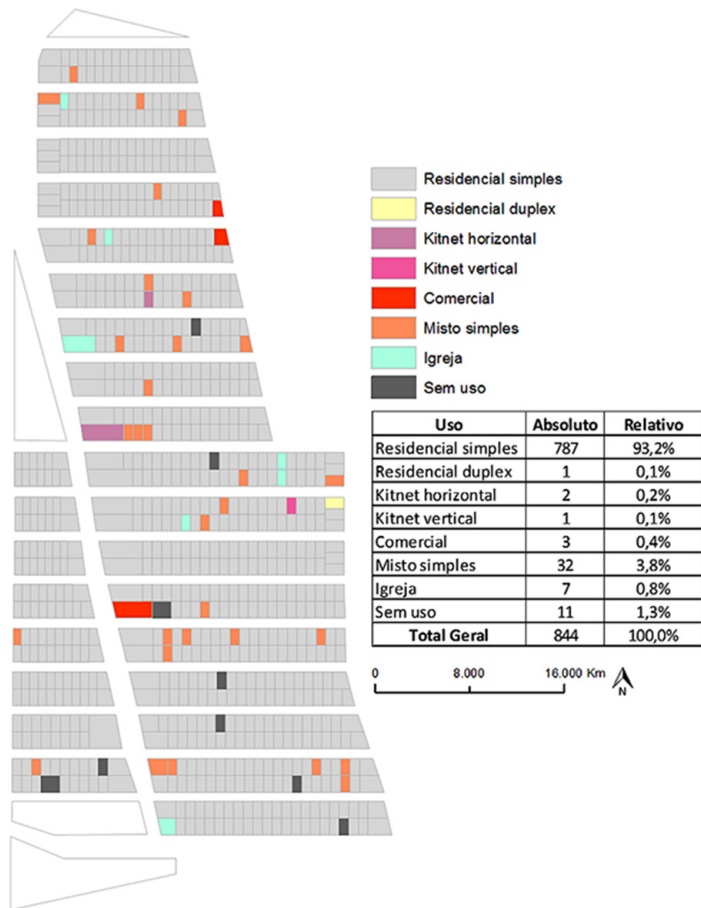 Residencial simples
Residencial duplex
Kitnet horizontal
Kitnet vertical
Comercial
Misto simples
Igreja
Sem uso
Uso Absoluto Relativo
Residencial simples 787 93,2%
Residencial duplex 1 0,1%
Kitnet horizontal 2 0,2%
Kitnet vertical 1 0,1%
Comercial 3 0,4%
Misto simples 32 3,8%
Igreja 7 0,8%
Sem uso 11 1,3%
Total Geral 844 100,0%
0 8.000 16.000 Km
N